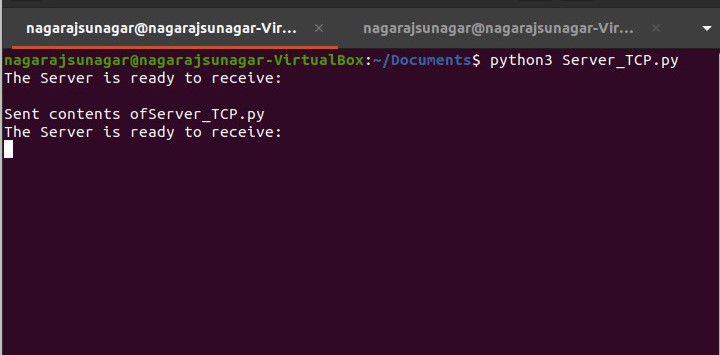 nagarajsunagar@nagarajsunagar-Vir... × nagarajsunagar@nagarajsunagar-Vir... ×
nagarajsunagar@nagarajsunagar-VirtualBox:~/Documents$ python3 Server_TCP.py
The Server is ready to receive:
Sent contents ofServer_TCP.py
The Server is ready to receive: